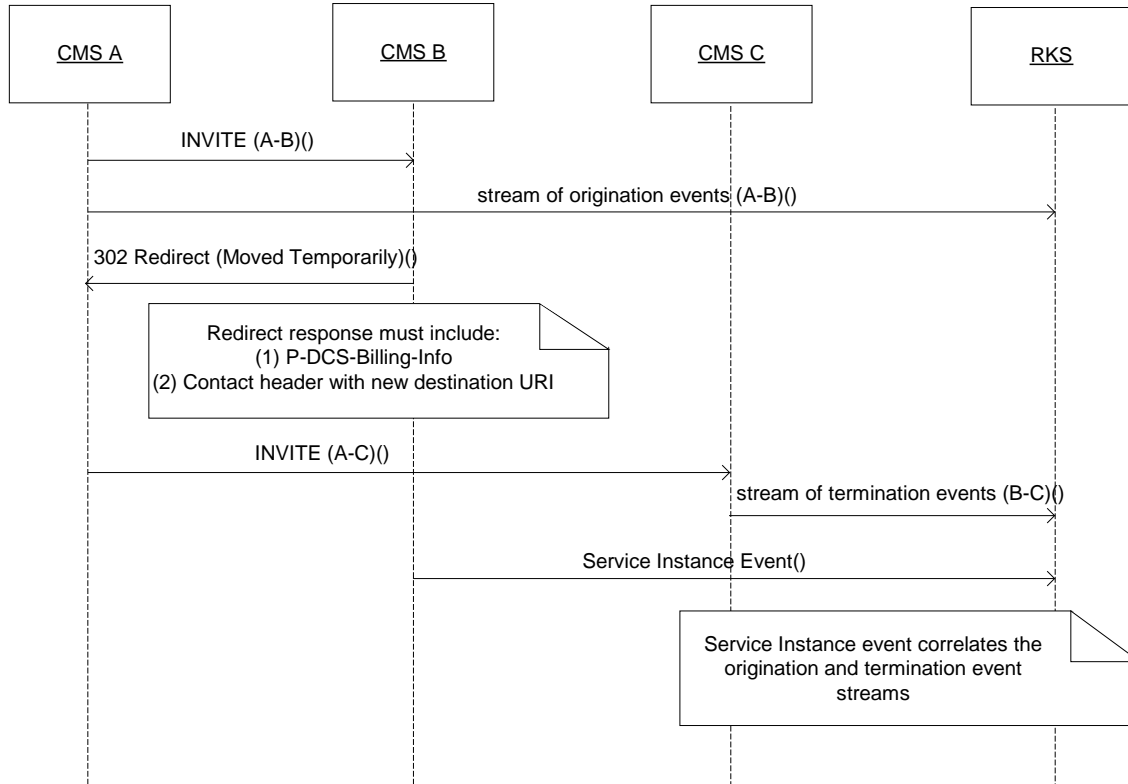 CMS A
CMS B
CMS C
RKS
INVITE (A-B)()
stream of origination events (A-B)()
302 Redirect (Moved Temporarily)()
Redirect response must include:
(1) P-DCS-Billing-Info
(2) Contact header with new destination URI
INVITE (A-C)()
stream of termination events (B-C)()
Service Instance Event()
Service Instance event correlates the
origination and termination event
streams